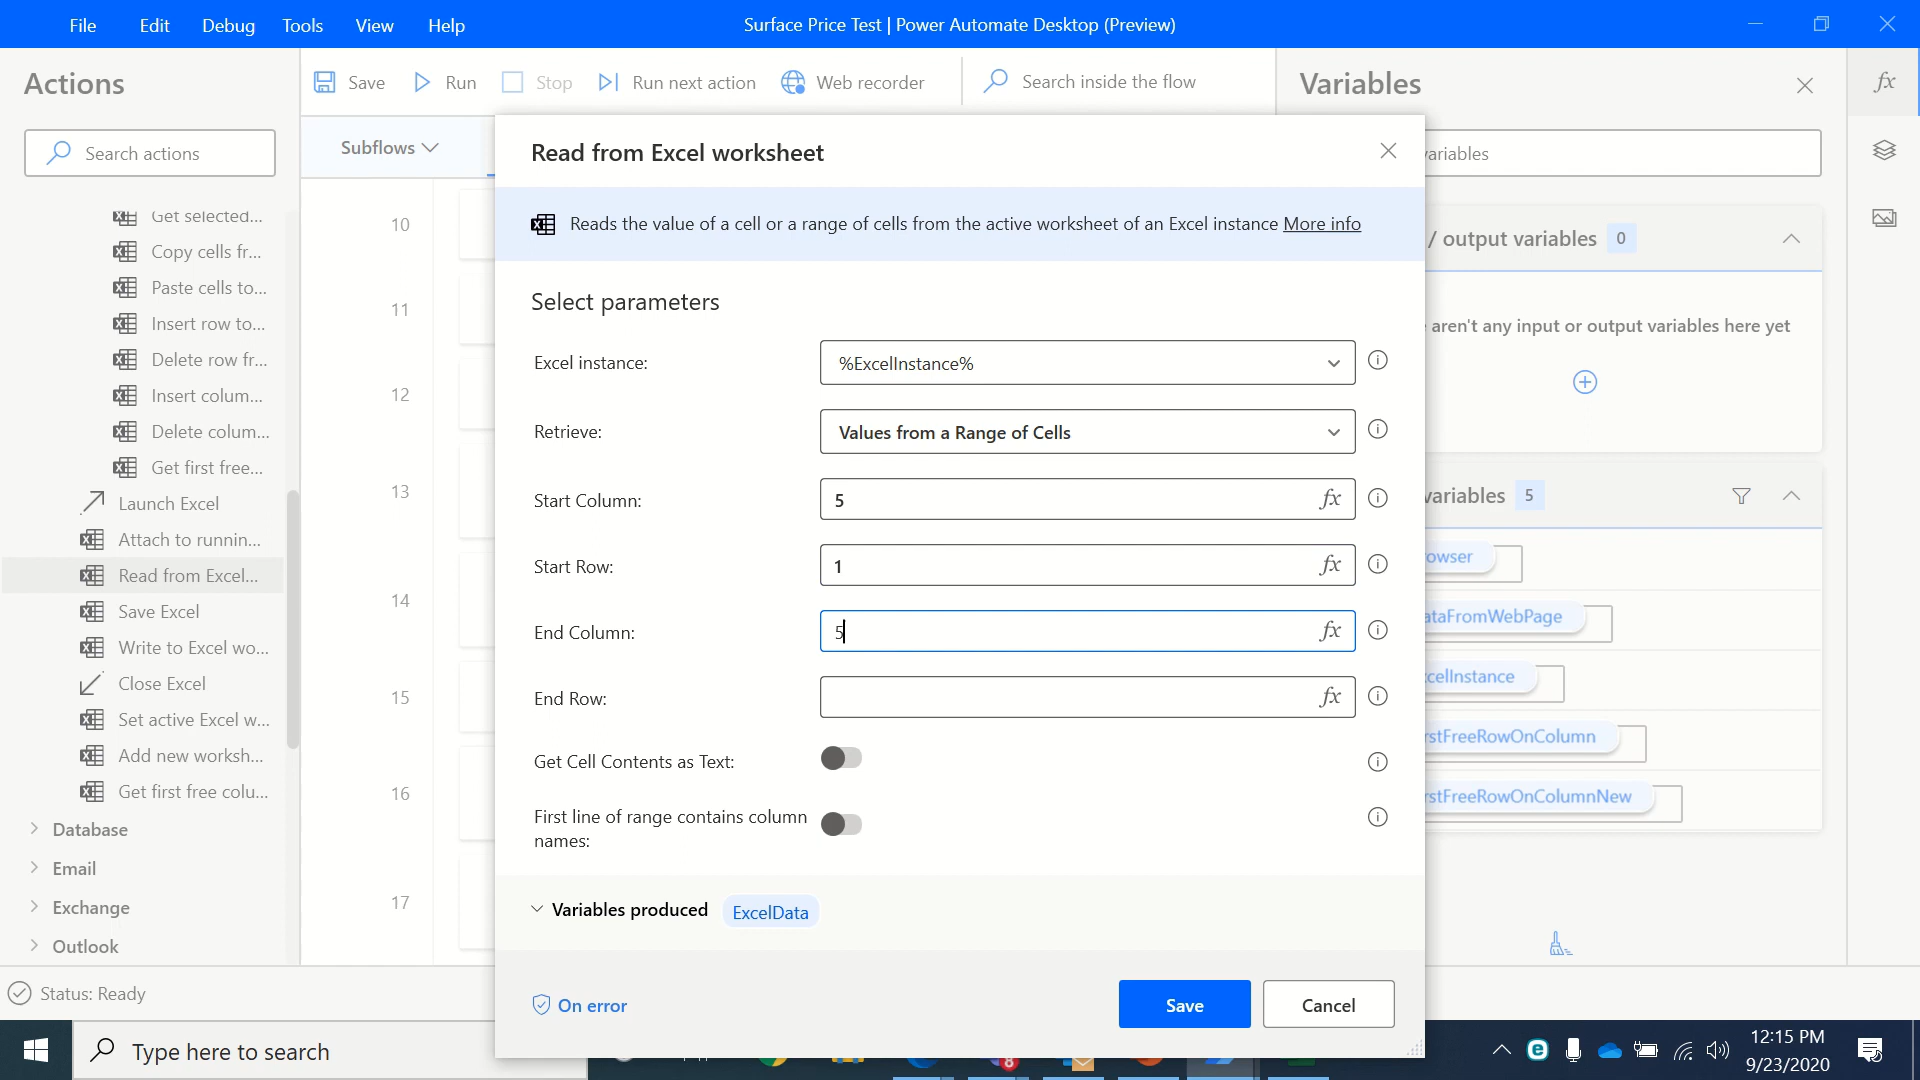 File Edit Debug Tools View Help
Surface Price Test | Power Automate Desktop (Preview)
Actions
Search actions
Get selected...
Copy cells fr...
Paste cells to...
Insert row to...
Delete row fr...
Insert colum...
Delete colum...
Get first free...
Launch Excel
Attach to runnin...
Read from Excel...
Save Excel
Write to Excel wo...
Close Excel
Set active Excel w...
Add new worksh...
Get first free colu...
Database
Email
Exchange
Outlook
Status: Ready
Save Run Stop Run next action Web recorder Search inside the flow
Subflows
10
11
12
13
14
15
16
17
Read from Excel worksheet
Reads the value of a cell or a range of cells from the active worksheet of an Excel instance More info
Select parameters
Excel instance: %ExcelInstance%
Retrieve: Values from a Range of Cells
Start Column: 5 fx
Start Row: 1 fx
End Column: 5 fx
End Row: fx
Get Cell Contents as Text:
First line of range contains column
names:
Variables produced ExcelData
On error
Save Cancel
Variables
fx
ariables
/ output variables 0
aren't any input or output variables here yet
variables 5
owser
ataFromWebPage
celInstance
rstFreeRowOnColumn
rstFreeRowOnColumnNew
Type here to search
8
12:15 PM
9/23/2020